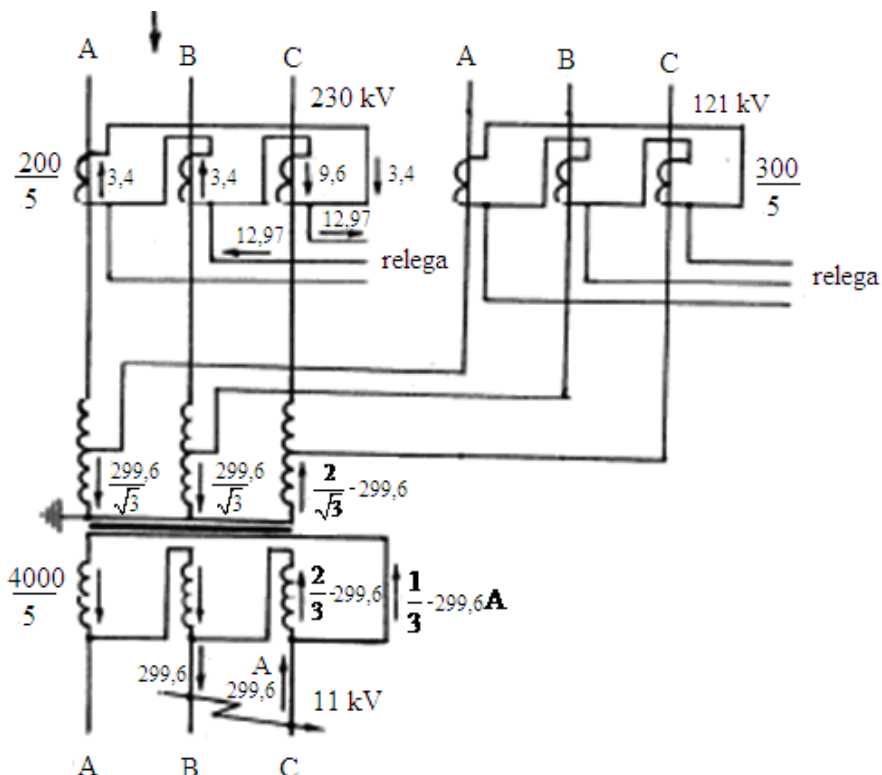 A B C A B C
230 kV 121 kV
200
5
3,4 3,4 9,6 3,4
300
5
12,97 12,97
relega relega
299,6
√3
299,6
√3
2
√3 -299,6
4000
5
2
3 -299,6
1
3 -299,6A
299,6 A
299,6
11 kV
A B C